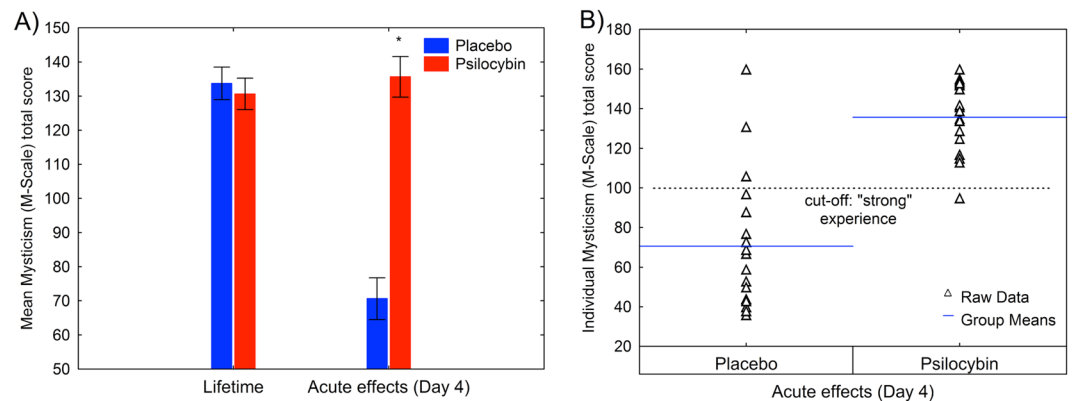 A)
150
140
130
120
110
100
90
80
70
60
50
Mean Mysticism (M-Scale) total score
*
Placebo
Psilocybin
Lifetime
Acute effects (Day 4)
B)
180
160
140
120
100
80
60
40
20
Individual Mysticism (M-Scale) total score
cut-off: "strong"
experience
Raw Data
Group Means
Placebo
Psilocybin
Acute effects (Day 4)